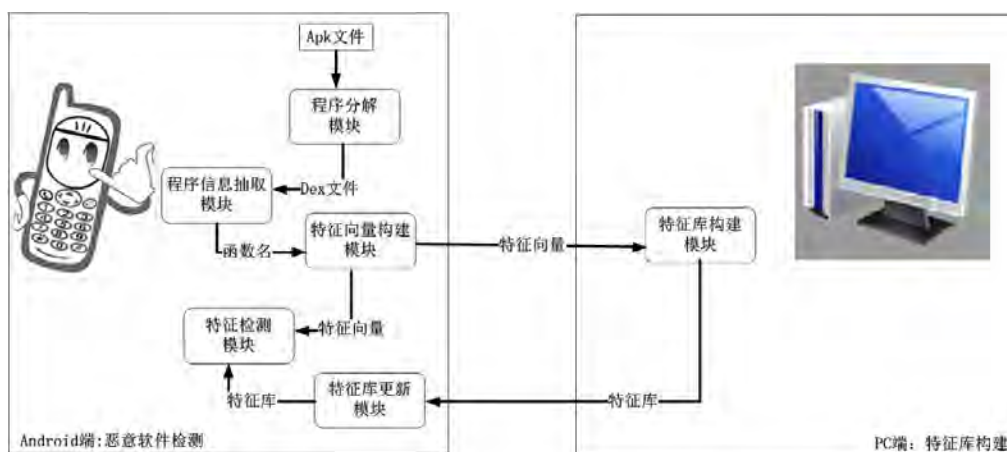 Apk文件
程序分解
模块
Dex文件
程序信息抽取
模块
函数名
特征向量构建
模块
特征向量
特征库构建
模块
特征向量
特征检测
模块
特征库
特征库更新
模块
特征库
Android端:恶意软件检测
PC端：特征库构建